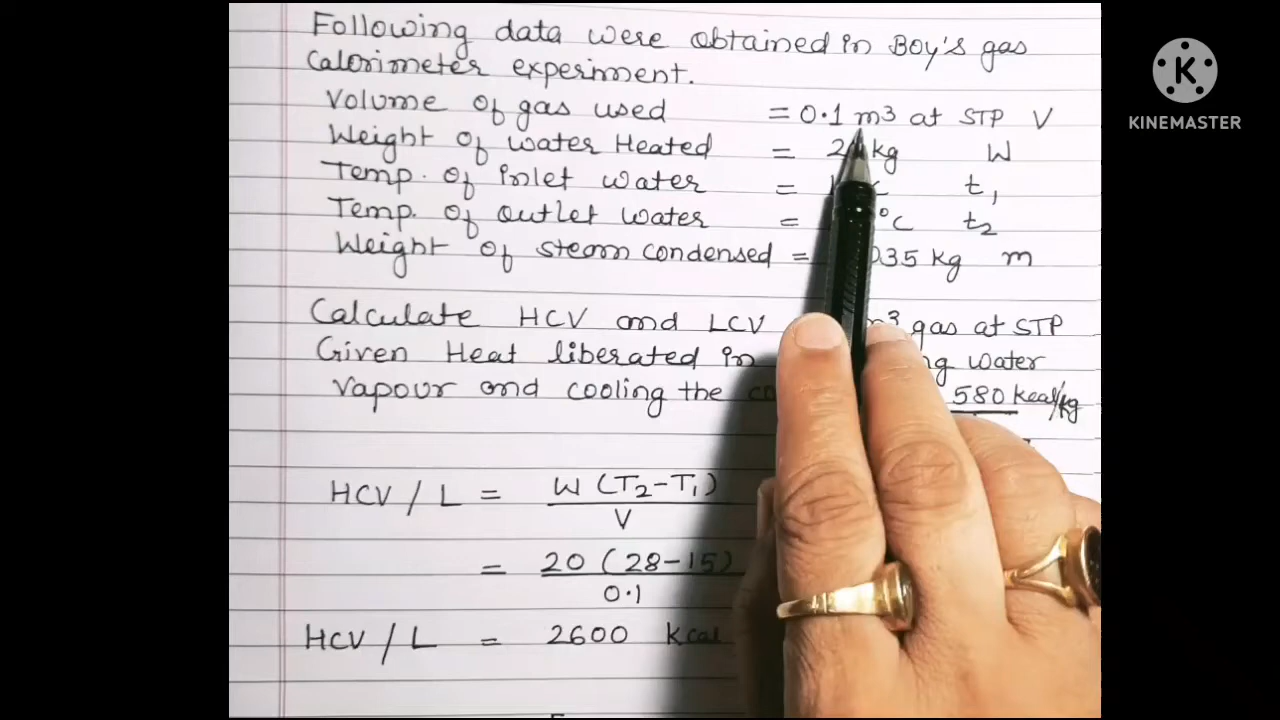 Following data were obtained in Boy's gas
Calorimeter experiment.
Volume of gas used = 0.1 m3 at STP V
Weight of water Heated = kg W
Temp. of inlet water = t1
Temp. of outlet water = °C t2
Weight of steam condensed = 035 kg m
Calculate HCV and LCV m3 gas at STP
Given Heat liberated in water
vapour and cooling the 580 kcal/kg
HCV / L = W (T2-T1)
V
= 20 (28-15)
0.1
HCV / L = 2600 kcal
K
KINEMASTER